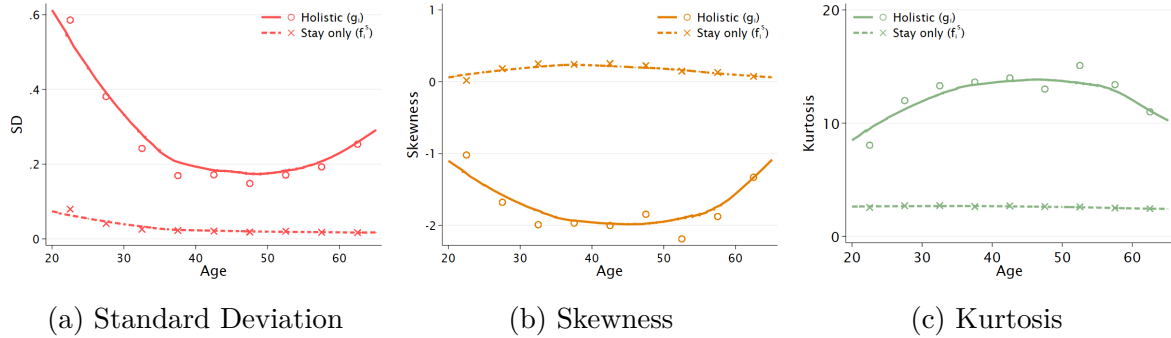 .6
.4
.2
0
SD
20 30 40 50 60
Age
Holistic (gᵢ)
Stay only (fᵢˢ)
(a) Standard Deviation
1
0
-1
-2
Skewness
20 30 40 50 60
Age
Holistic (gᵢ)
Stay only (fᵢˢ)
(b) Skewness
20
10
0
Kurtosis
20 30 40 50 60
Age
Holistic (gᵢ)
Stay only (fᵢˢ)
(c) Kurtosis